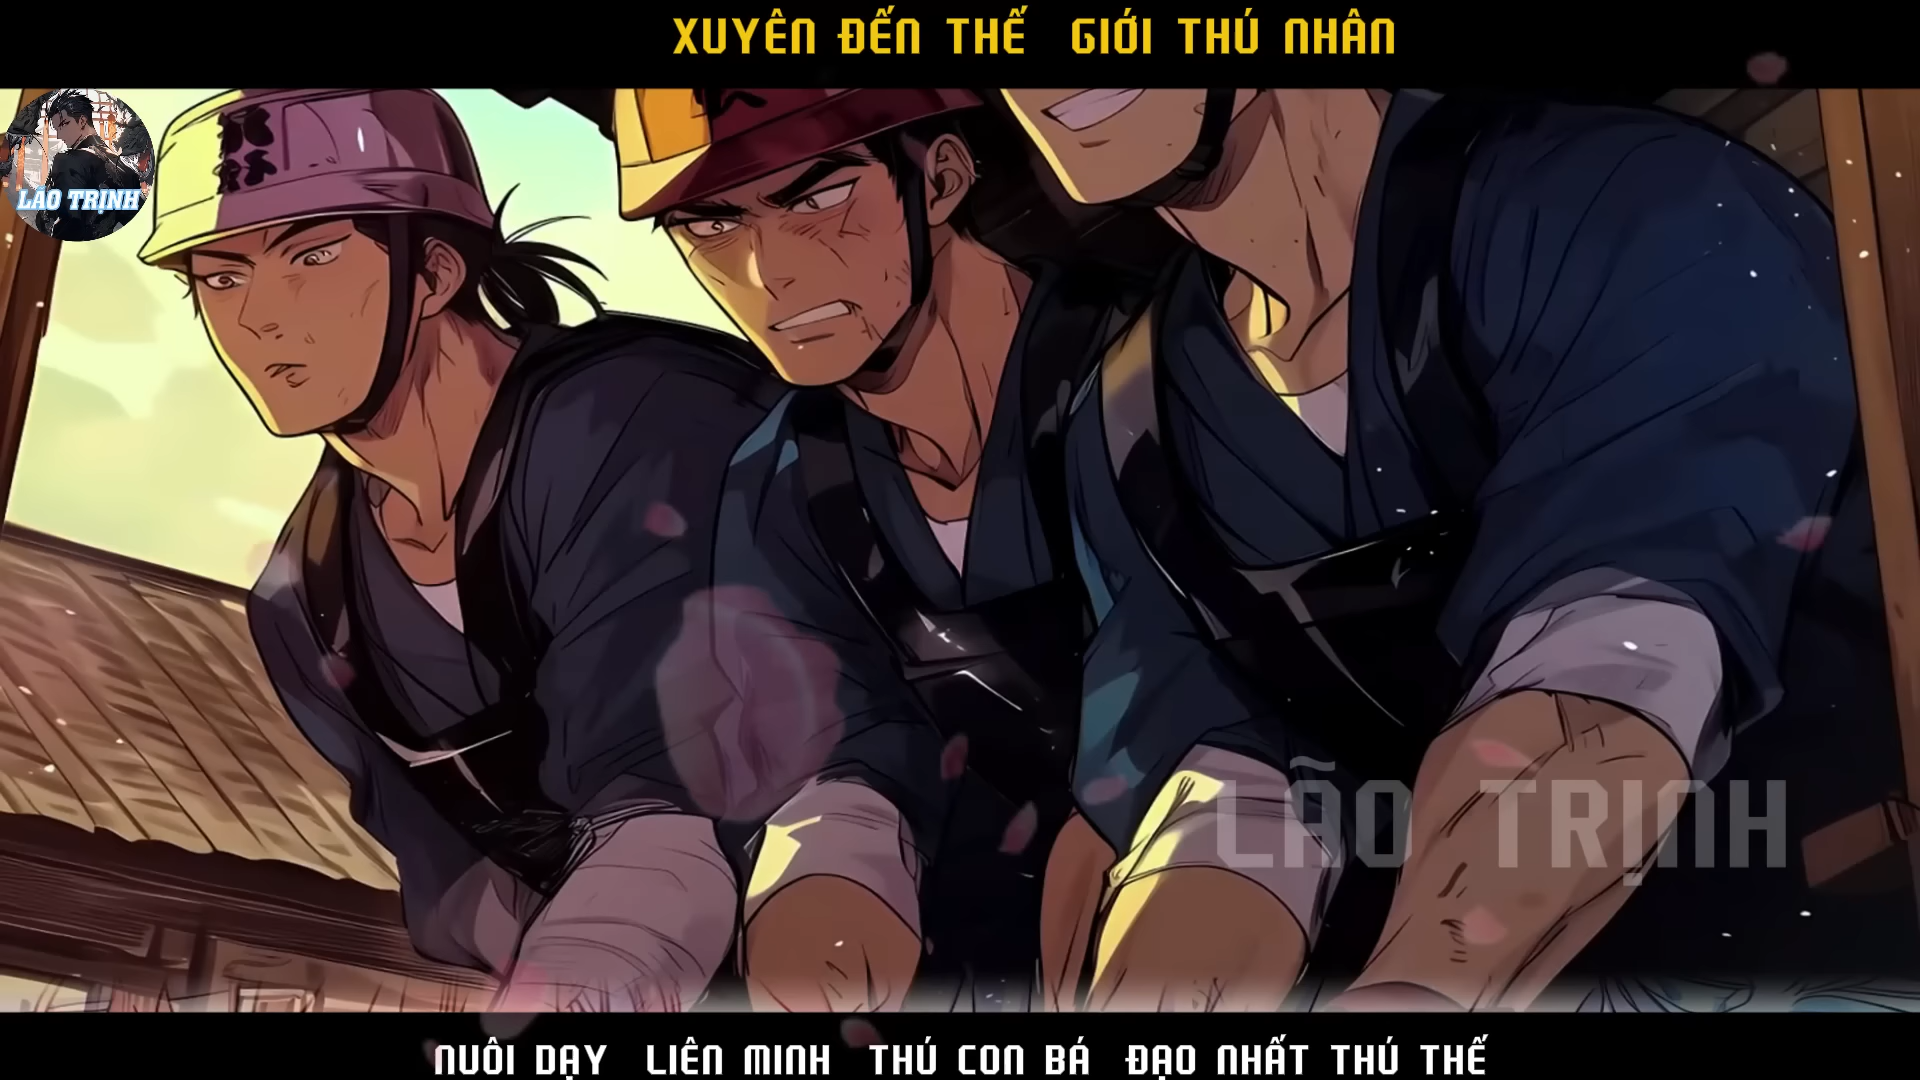 XUYÊN ĐẾN THẾ GIỚI THÚ NHÂN
LÃO TRỊNH
LÃO TRỊNH
NUÔI DẠY LIÊN MINH THÚ CON BÁ ĐẠO NHẤT THÚ THẾ